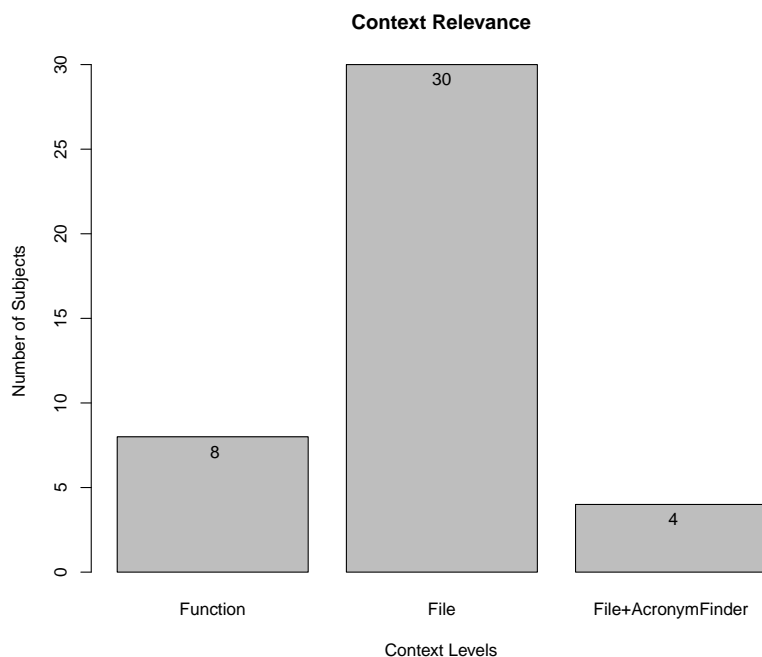 Context Relevance
30
25
20
15
10
5
0
Number of Subjects
8
30
4
Function
File
File+AcronymFinder
Context Levels